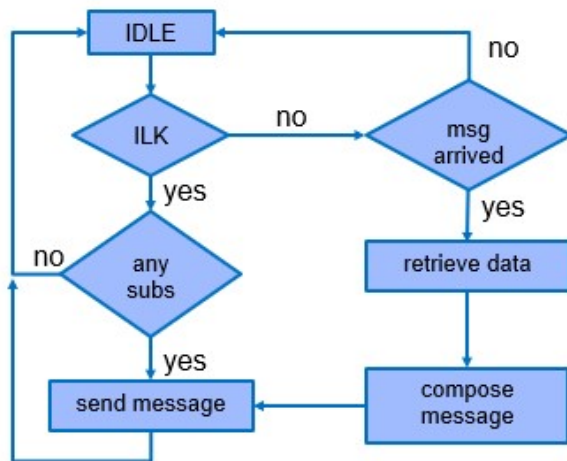 IDLE
no
ILK
no
msg
arrived
yes
yes
no
any
subs
retrieve data
yes
send message
compose
message